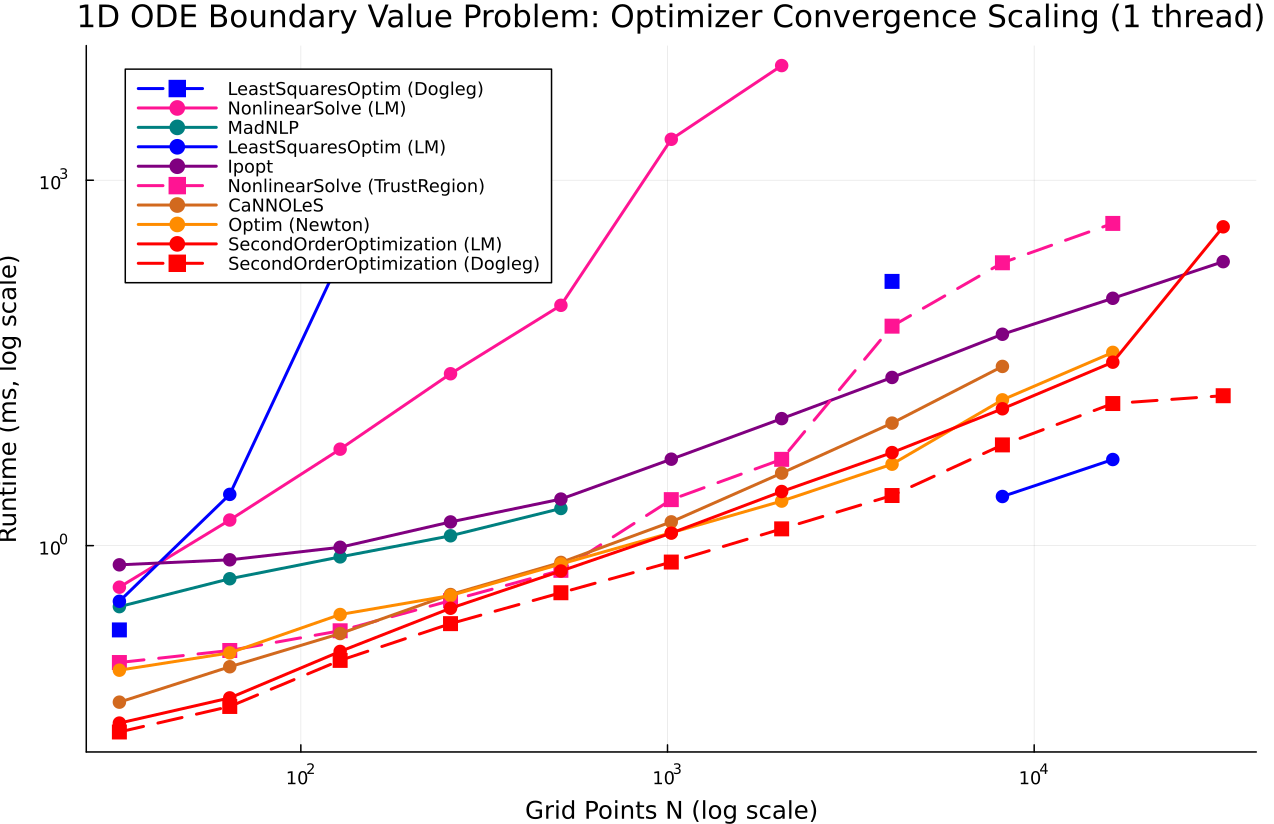 1D ODE Boundary Value Problem: Optimizer Convergence Scaling (1 thread)
LeastSquaresOptim (Dogleg)
NonlinearSolve (LM)
MadNLP
LeastSquaresOptim (LM)
Ipopt
NonlinearSolve (TrustRegion)
CaNNOLeS
Optim (Newton)
SecondOrderOptimization (LM)
SecondOrderOptimization (Dogleg)
Runtime (ms, log scale)
10³
10⁰
10² 10³ 10⁴
Grid Points N (log scale)